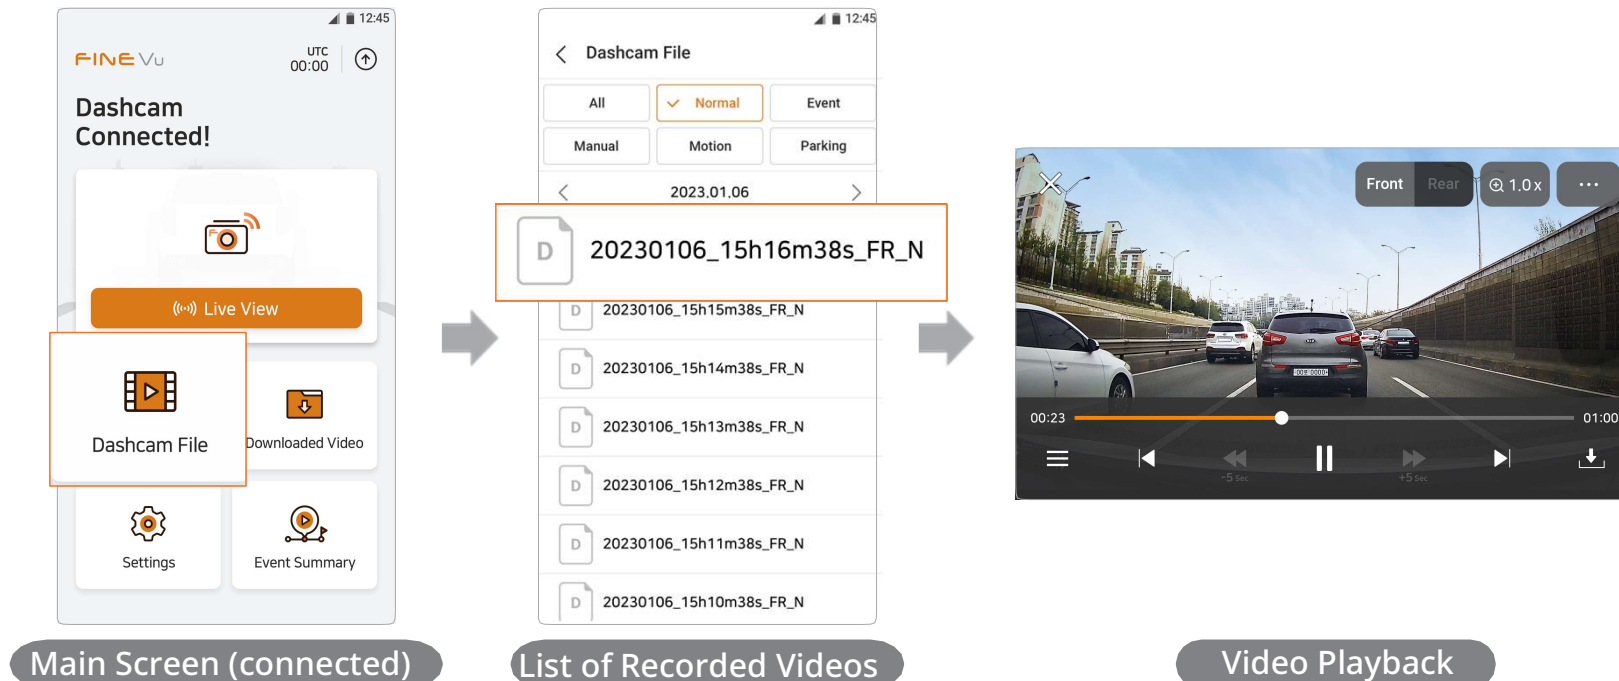 12:45
FINEVu
UTC
00:00
Dashcam
Connected!
Live View
Dashcam File
Downloaded Video
Settings
Event Summary
Main Screen (connected)
12:45
Dashcam File
All
Normal
Event
Manual
Motion
Parking
2023.01.06
D
20230106_15h16m38s_FR_N
D
20230106_15h15m38s_FR_N
D
20230106_15h14m38s_FR_N
D
20230106_15h13m38s_FR_N
D
20230106_15h12m38s_FR_N
D
20230106_15h11m38s_FR_N
D
20230106_15h10m38s_FR_N
List of Recorded Videos
Front
Rear
1.0x
00:23
01:00
-5 Sec
+5 Sec
Video Playback